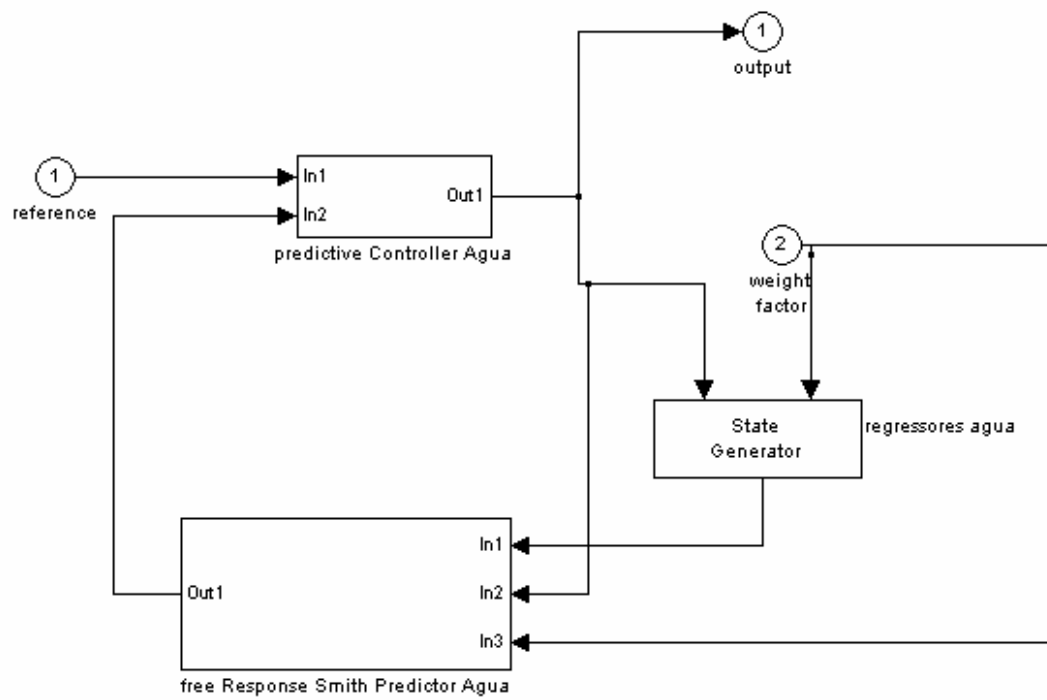 1
output
1
reference
In1
In2
Out1
predictive Controller Agua
2
weight
factor
State
Generator
regressores agua
In1
In2
In3
Out1
free Response Smith Predictor Agua